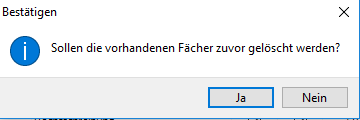 Bestätigen
Sollen die vorhandenen Fächer zuvor gelöscht werden?
Ja
Nein